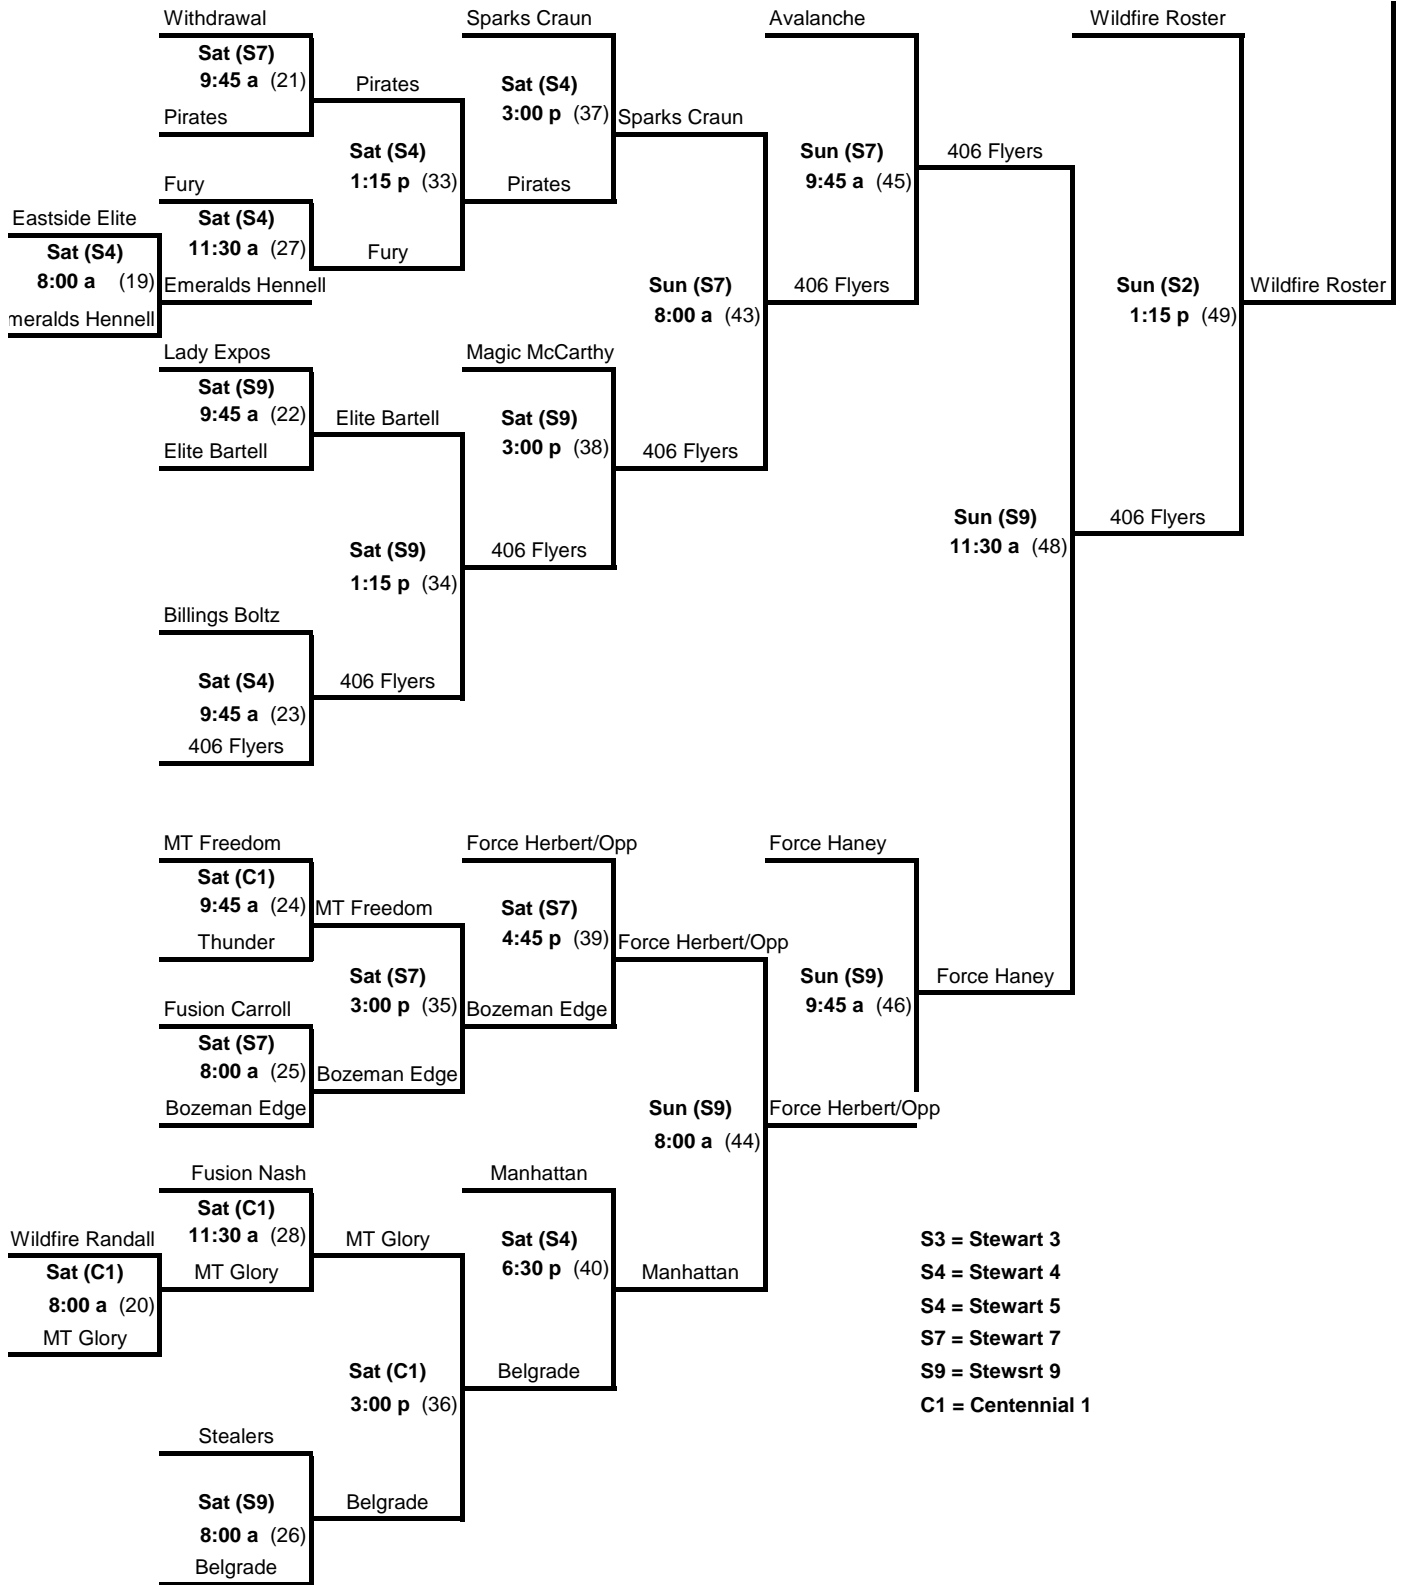 Withdrawal
Sparks Craun
Avalanche
Wildfire Roster
Sat (S7)
9:45 a (21)
Pirates
Sat (S4)
3:00 p (37)
Pirates
Sparks Craun
Sat (S4)
1:15 p (33)
Sun (S7)
9:45 a (45)
406 Flyers
Fury
Pirates
Eastside Elite
Sat (S4)
11:30 a (27)
Fury
Sat (S4)
8:00 a (19)
Emeralds Hennell
Sun (S7)
8:00 a (43)
406 Flyers
Sun (S2)
1:15 p (49)
Wildfire Roster
meralds Hennell
Lady Expos
Magic McCarthy
Sat (S9)
9:45 a (22)
Elite Bartell
Sat (S9)
3:00 p (38)
Elite Bartell
406 Flyers
Sun (S9)
11:30 a (48)
406 Flyers
Sat (S9)
1:15 p (34)
406 Flyers
Billings Boltz
Sat (S4)
9:45 a (23)
406 Flyers
406 Flyers
MT Freedom
Force Herbert/Opp
Force Haney
Sat (C1)
9:45 a (24)
MT Freedom
Sat (S7)
4:45 p (39)
Thunder
Force Herbert/Opp
Sat (S7)
3:00 p (35)
Sun (S9)
9:45 a (46)
Force Haney
Fusion Carroll
Bozeman Edge
Sat (S7)
8:00 a (25)
Bozeman Edge
Bozeman Edge
Sun (S9)
8:00 a (44)
Force Herbert/Opp
Fusion Nash
Manhattan
Sat (C1)
11:30 a (28)
Wildfire Randall
MT Glory
Sat (S4)
6:30 p (40)
Sat (C1)
8:00 a (20)
MT Glory
Manhattan
MT Glory
Sat (C1)
3:00 p (36)
Belgrade
Stealers
Sat (S9)
8:00 a (26)
Belgrade
Belgrade
S3 = Stewart 3
S4 = Stewart 4
S4 = Stewart 5
S7 = Stewart 7
S9 = Stewsrt 9
C1 = Centennial 1